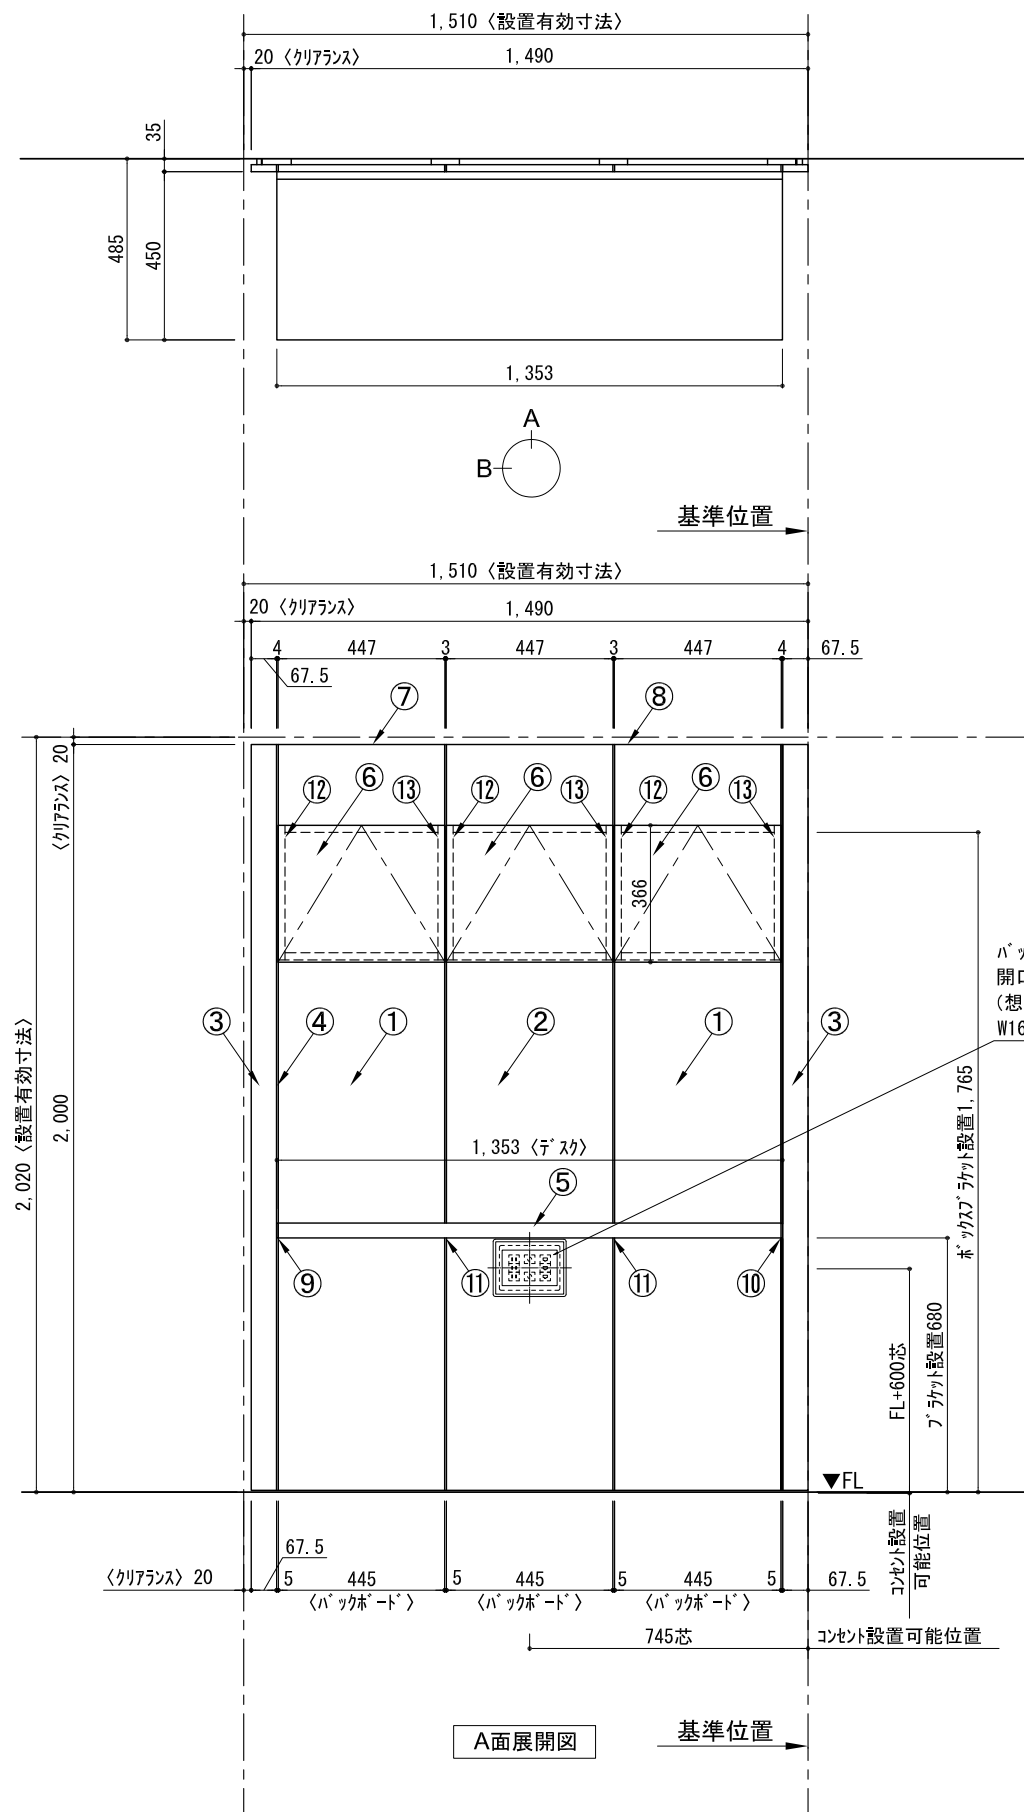 1,510〈設置有効寸法〉
20〈クリアランス〉
1,490
35
485
450
1,353
A
B
基準位置
1,510〈設置有効寸法〉
20〈クリアランス〉
1,490
4
447
3
447
3
447
4
67.5
67.5
⑦
⑧
〈クリアランス〉20
⑫
⑥
⑬
⑫
⑥
⑬
⑫
⑥
⑬
366
バッ
開口
(想
W16
③
④
①
②
①
③
2,020〈設置有効寸法〉
2,000
ボックスブラケット設置1,765
1,353〈デスク〉
⑤
⑨
⑪
⑪
⑩
FL+600芯
ブラケット設置680
▼FL
コンセント設置
可能位置
67.5
〈クリアランス〉20
5
445
5
445
5
445
5
67.5
〈バックボード〉
〈バックボード〉
〈バックボード〉
745芯
コンセント設置可能位置
A面展開図
基準位置